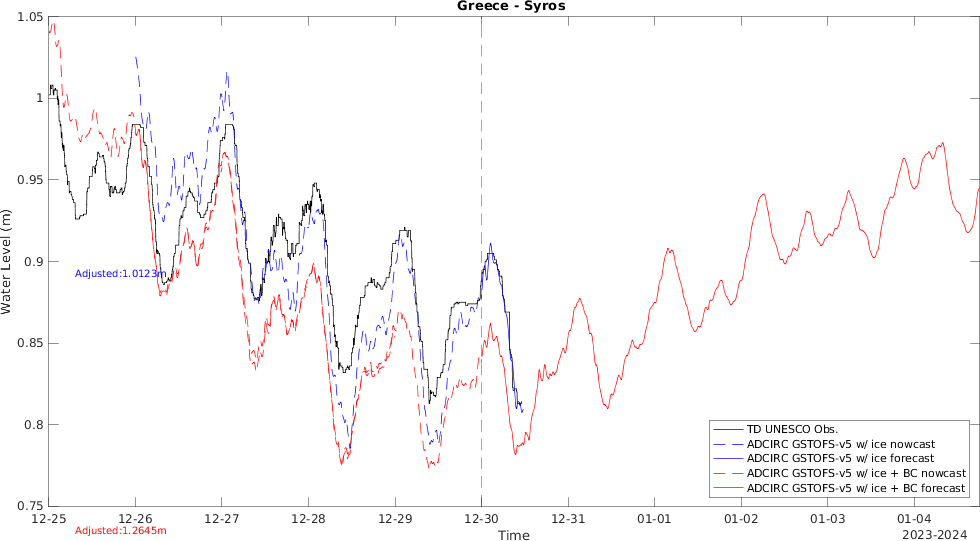 Greece - Syros
1.05
1
0.95
0.9
0.85
0.8
0.75
Water Level (m)
Adjusted:1.0123m
Adjusted:1.2645m
TD UNESCO Obs.
ADCIRC GSTOFS-v5 w/ ice nowcast
ADCIRC GSTOFS-v5 w/ ice forecast
ADCIRC GSTOFS-v5 w/ ice + BC nowcast
ADCIRC GSTOFS-v5 w/ ice + BC forecast
12-25 12-26 12-27 12-28 12-29 12-30 12-31 01-01 01-02 01-03 01-04
Time
2023-2024